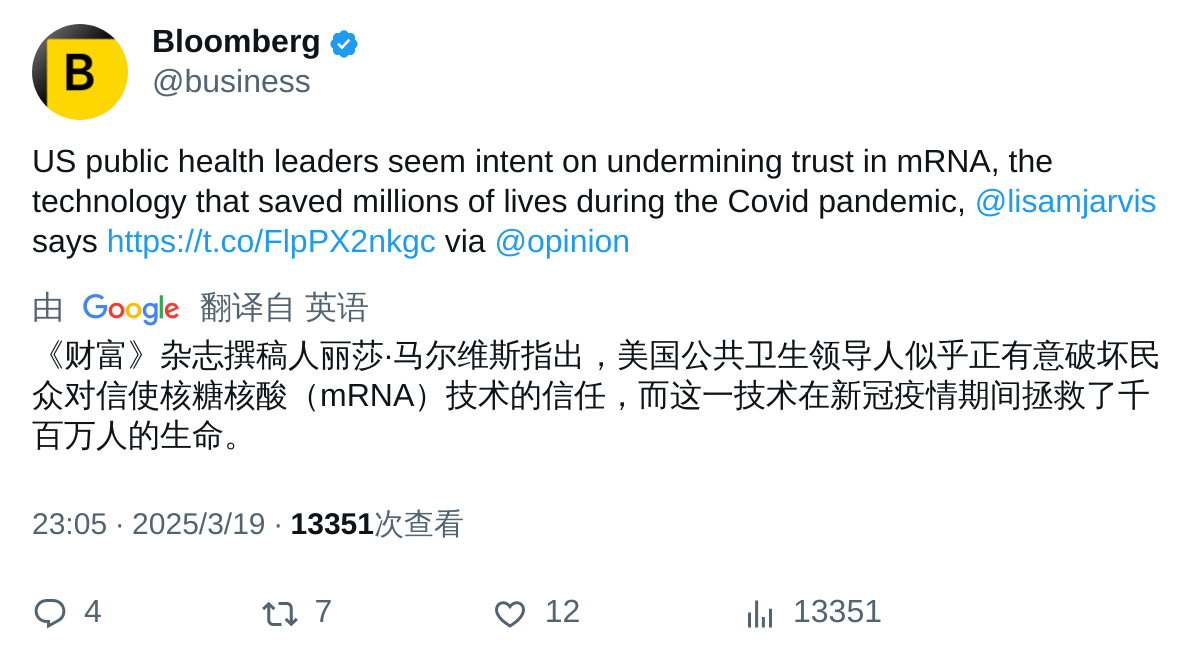 B
Bloomberg
@business
US public health leaders seem intent on undermining trust in mRNA, the
technology that saved millions of lives during the Covid pandemic, @lisamjarvis
says https://t.co/FlpPX2nkgc via @opinion
由 Google 翻译自 英语
《财富》杂志撰稿人丽莎·马尔维斯指出，美国公共卫生领导人似乎正有意破坏民
众对信使核糖核酸（mRNA）技术的信任，而这一技术在新冠疫情期间拯救了千
百万人的生命。
23:05 · 2025/3/19 · 13351次查看
4 7 12 13351